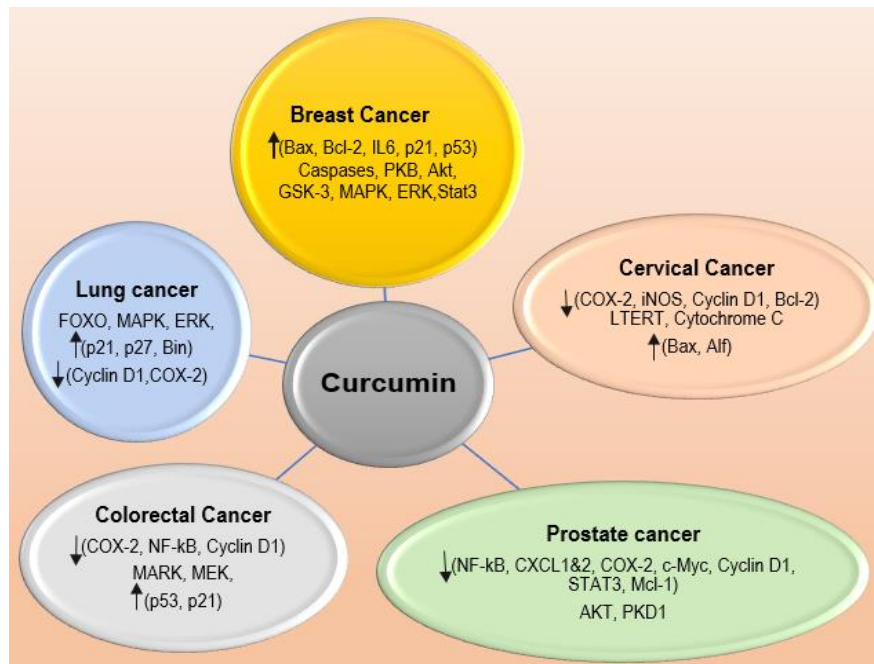 Breast Cancer
(Bax, Bcl-2, IL6, p21, p53)
Caspases, PKB, Akt,
GSK-3, MAPK, ERK,Stat3
Lung cancer
FOXO, MAPK, ERK,
(p21, p27, Bin)
(Cyclin D1,COX-2)
Cervical Cancer
(COX-2, iNOS, Cyclin D1, Bcl-2)
LTERT, Cytochrome C
(Bax, Alf)
Curcumin
Colorectal Cancer
(COX-2, NF-kB, Cyclin D1)
MARK, MEK,
(p53, p21)
Prostate cancer
(NF-kB, CXCL1&2, COX-2, c-Myc, Cyclin D1,
STAT3, Mcl-1)
AKT, PKD1